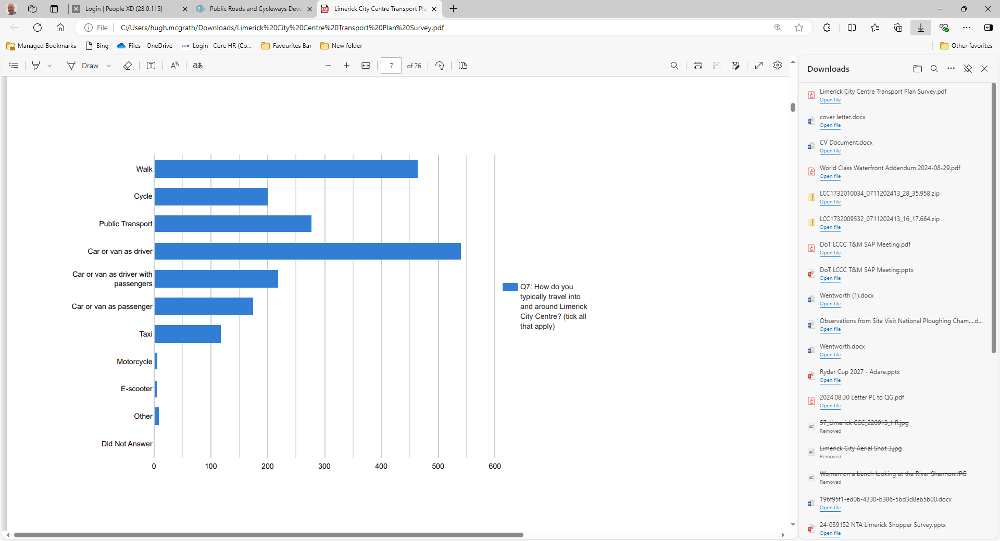 Login | People XD (28.0.115)
Public Roads and Cycleways Deve
Limerick City Centre Transport Pla
File
C:/Users/hugh.mcgrath/Downloads/Limerick%20City%20Centre%20Transport%20Plan%20Survey.pdf
Managed Bookmarks
Bing
Files - OneDrive
core Login Core HR (Co...
Favourites Bar
New folder
Other favorites
Draw
aあ
7 of 76
Walk
Cycle
Public Transport
Car or van as driver
Car or van as driver with
passengers
Car or van as passenger
Taxi
Motorcycle
E-scooter
Other
Did Not Answer
0 100 200 300 400 500 600
Q7: How do you
typically travel into
and around Limerick
City Centre? (tick all
that apply)
Downloads
Limerick City Centre Transport Plan Survey.pdf
Open file
cover letter.docx
Open file
CV Document.docx
Open file
World Class Waterfront Addendum 2024-08-29.pdf
Open file
LCC1732010034_0711202413_28_35.958.zip
Open file
LCC1732009532_0711202413_16_17.664.zip
Open file
DoT LCCC T&M SAP Meeting.pdf
Open file
DoT LCCC T&M SAP Meeting.pptx
Open file
Wentworth (1).docx
Open file
Observations from Site Visit National Ploughing Cham....d...
Open file
Wentworth.docx
Open file
Ryder Cup 2027 - Adare.pptx
Open file
2024.08.30 Letter PL to QG.pdf
Open file
57_Limerick CCC_220913_HR.jpg
Removed
Limerick City Aerial Shot 3.jpg
Removed
Women on a bench looking at the River Shannon.JPG
Removed
196f95f1-ed0b-4330-b386-5bd3d8eb5b00.docx
Open file
24-039152 NTA Limerick Shopper Survey.pptx
Open file